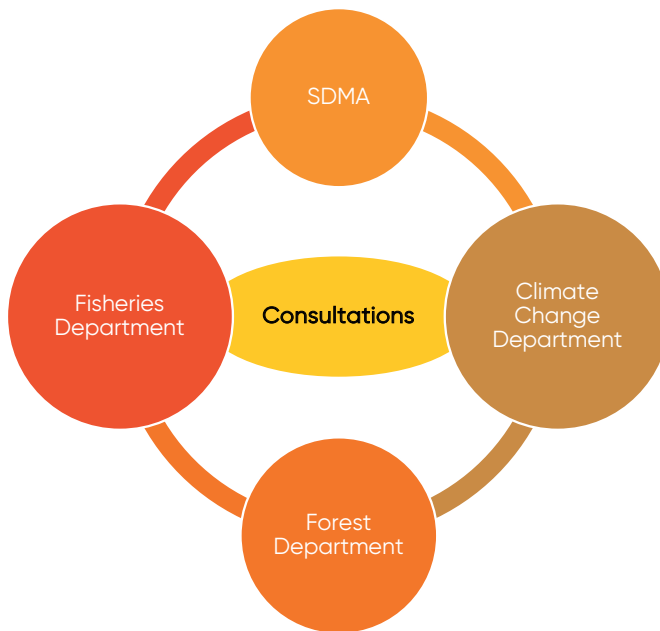 SDMA
Fisheries
Department
Consultations
Climate
Change
Department
Forest
Department